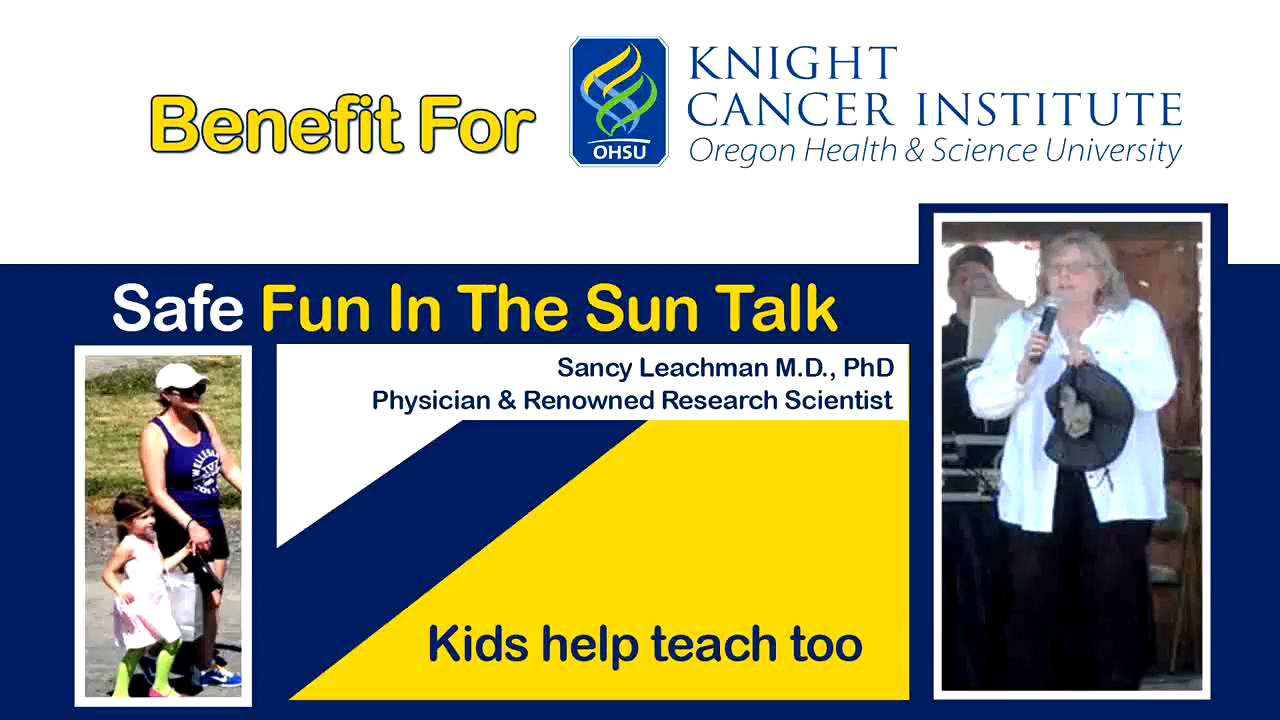 Benefit For
OHSU
KNIGHT
CANCER INSTITUTE
Oregon Health & Science University
Safe Fun In The Sun Talk
Sancy Leachman M.D., PhD
Physician & Renowned Research Scientist
Kids help teach too